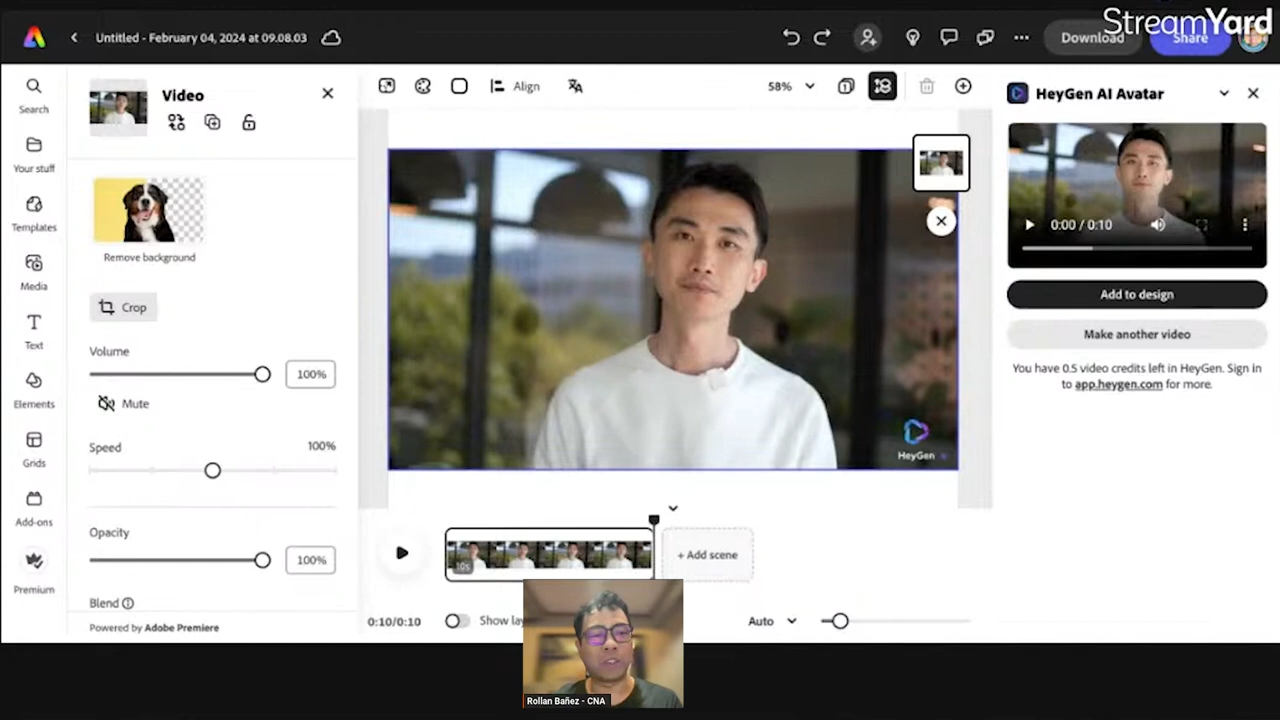 StreamYard
Untitled - February 04, 2024 at 09.08.03
Download
Share
Search
Your stuff
Templates
Media
Text
Elements
Grids
Add-ons
Premium
Video
Remove background
Crop
Volume
100%
Mute
Speed
100%
Opacity
100%
Blend
Powered by Adobe Premiere
Align
58%
HeyGen
10s
+ Add scene
0:10/0:10
Show lay
Auto
HeyGen AI Avatar
0:00 / 0:10
Add to design
Make another video
You have 0.5 video credits left in HeyGen. Sign in
to app.heygen.com for more.
Rollan Bañez - CNA